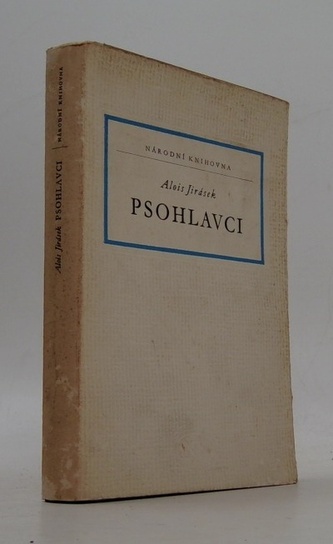 NÁRODNÍ KNIHOVNA
Alois Jirásek
PSOHLAVCI
Alois Jirásek PSOHLAVCI NÁRODNÍ KNIHOVNA